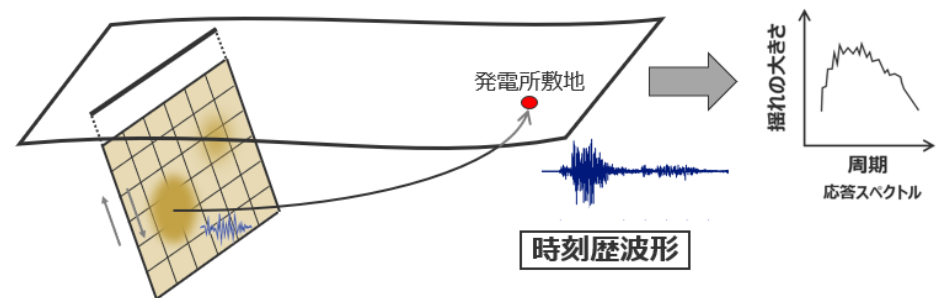 発電所敷地
時刻歴波形
揺れの大きさ
周期
応答スペクトル